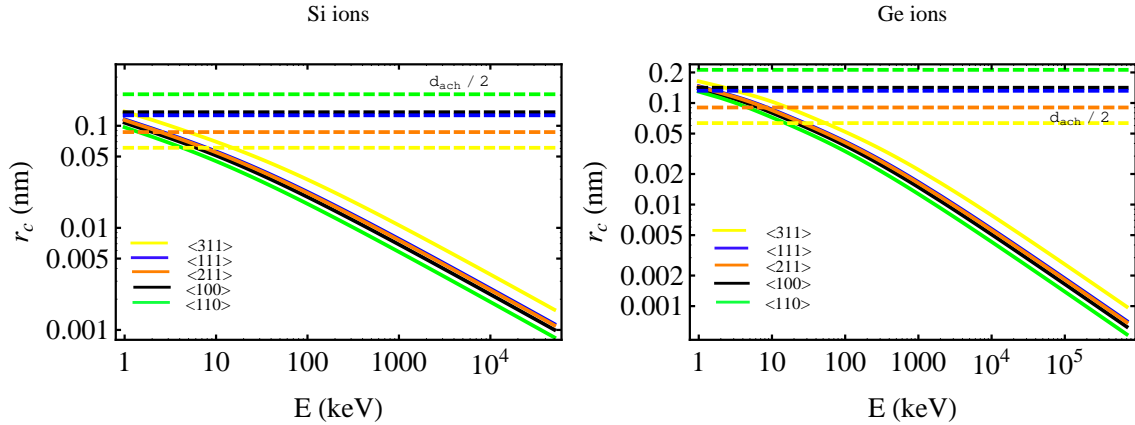 Si ions
d_ach / 2
0.1
0.05
0.01
0.005
0.001
r_c (nm)
<311>
<111>
<211>
<100>
<110>
1 10 100 1000 10^4
E (keV)
Ge ions
d_ach / 2
0.2
0.1
0.05
0.02
0.01
0.005
0.002
0.001
r_c (nm)
<311>
<111>
<211>
<100>
<110>
1 10 100 1000 10^4 10^5
E (keV)